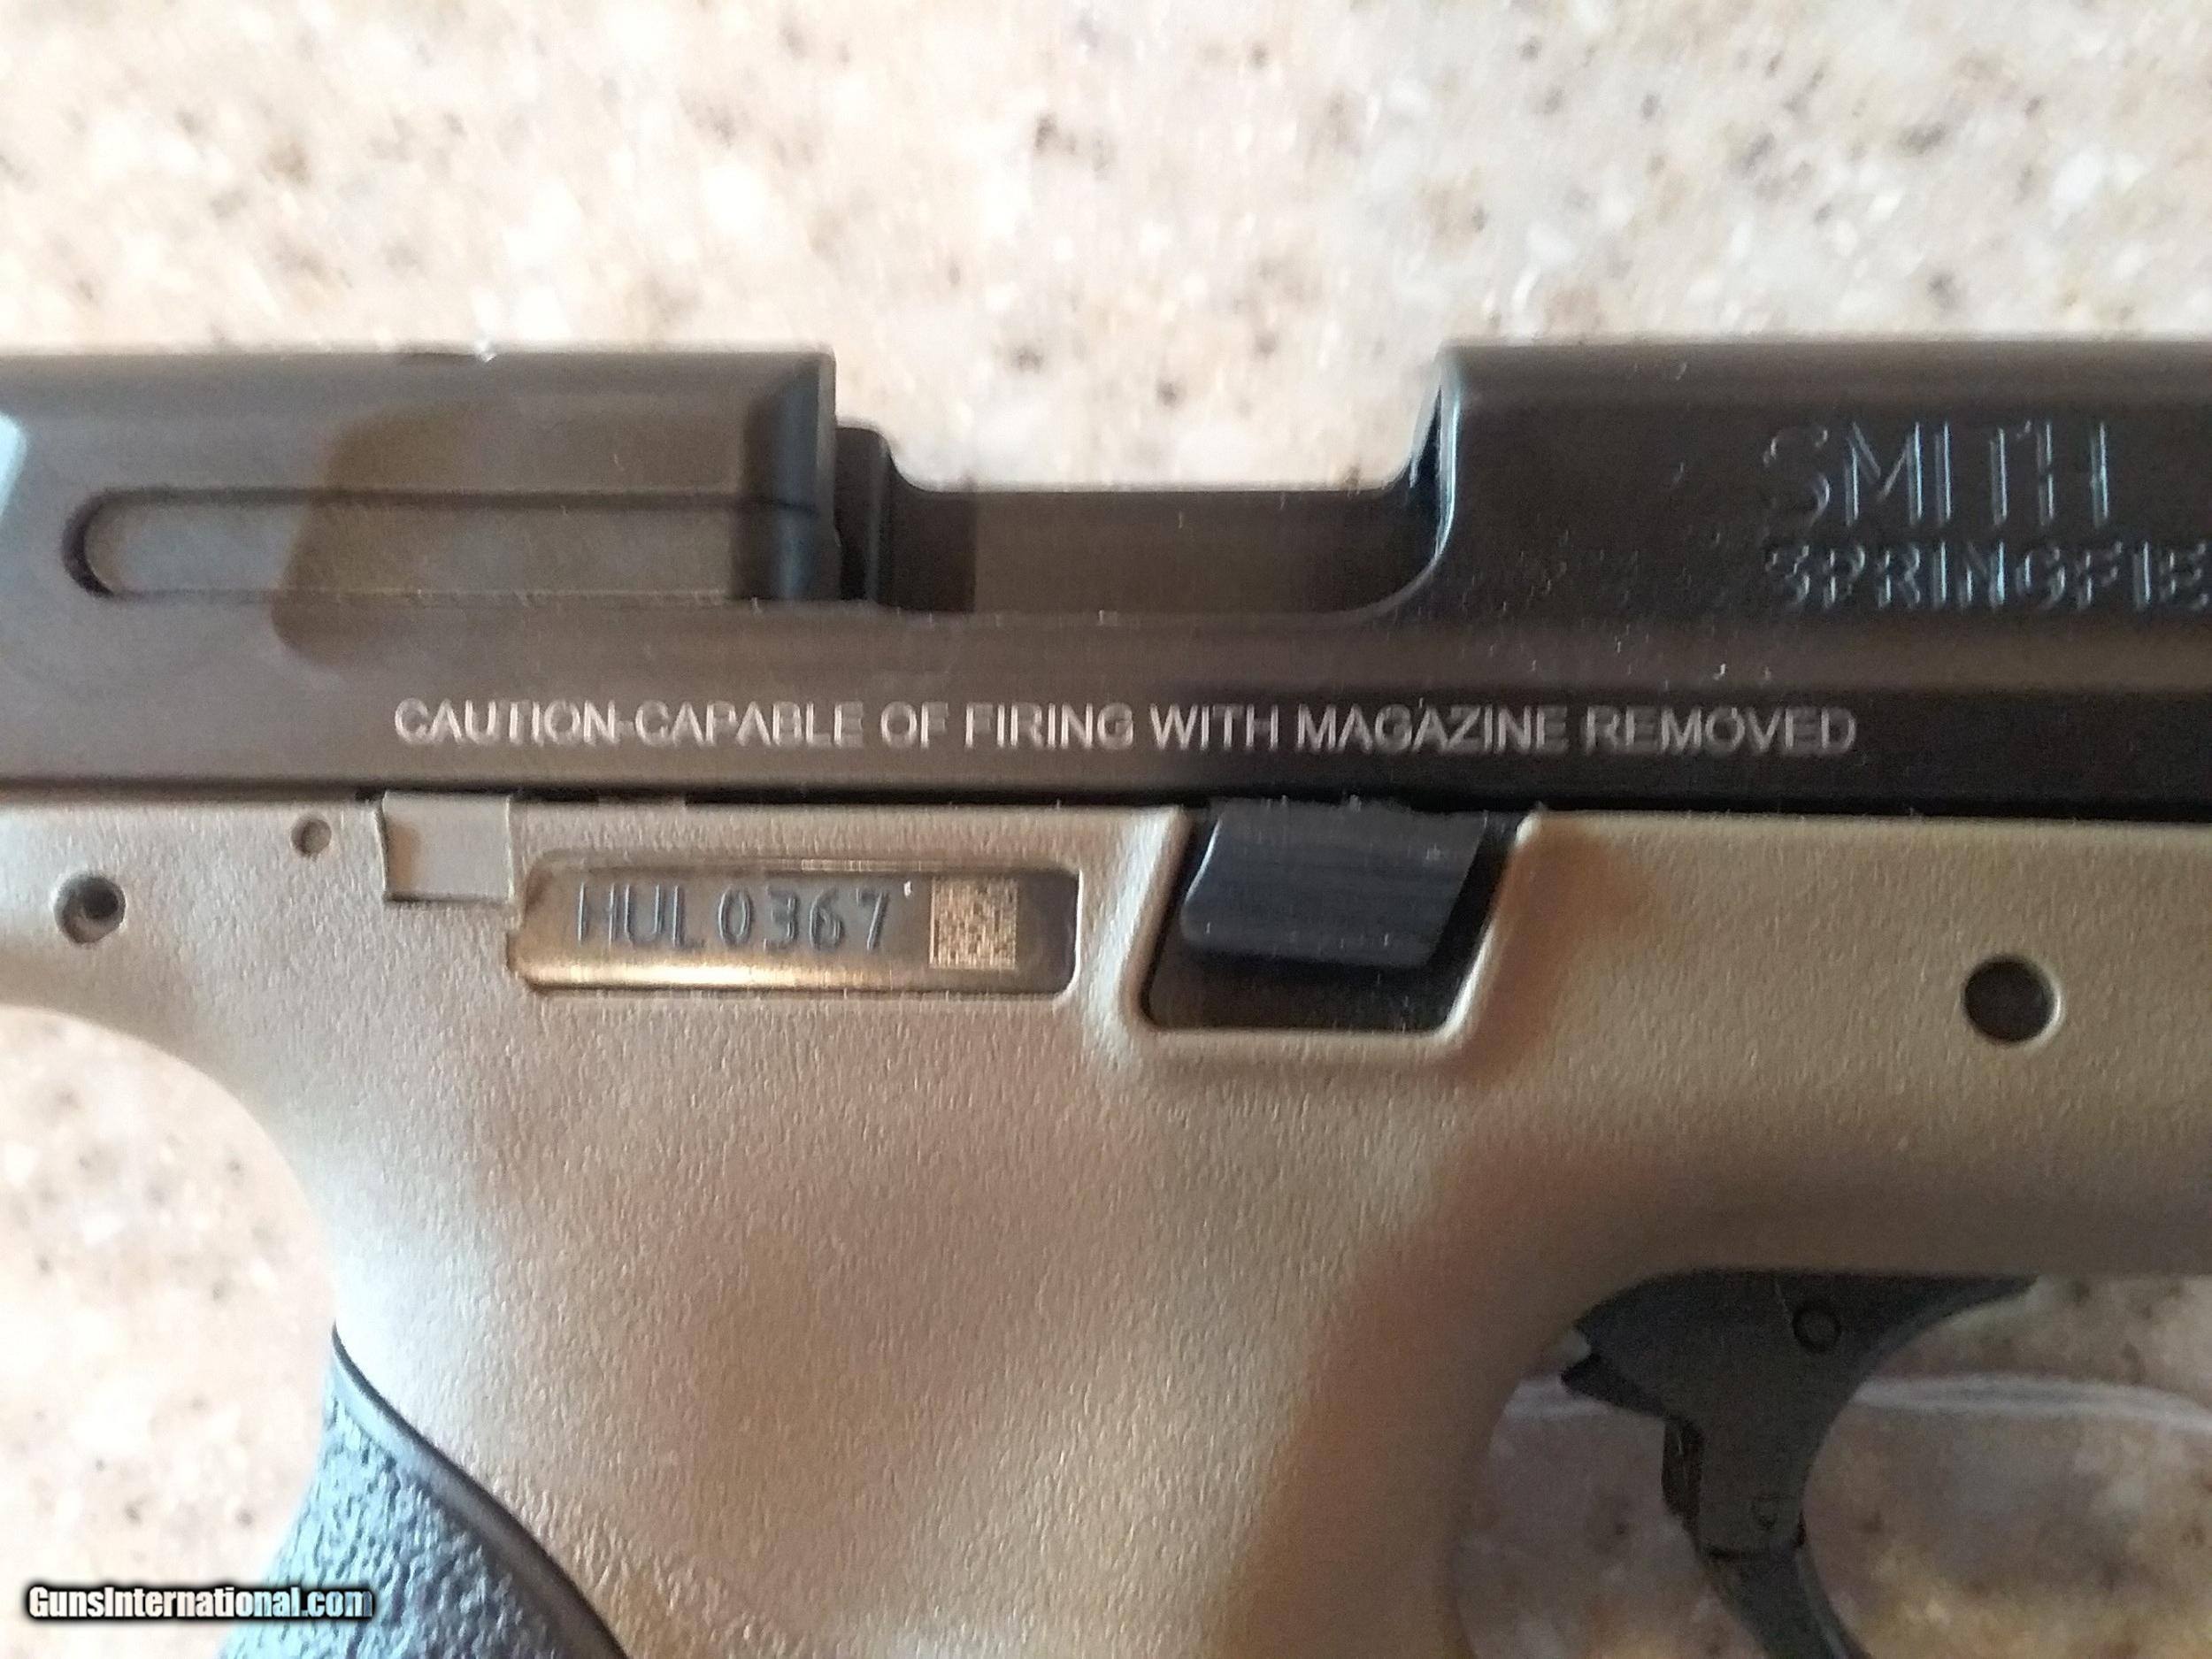 SMITH
SPRINGFIE
CAUTION-CAPABLE OF FIRING WITH MAGAZINE REMOVED
HUL0367
GunsInternational.com